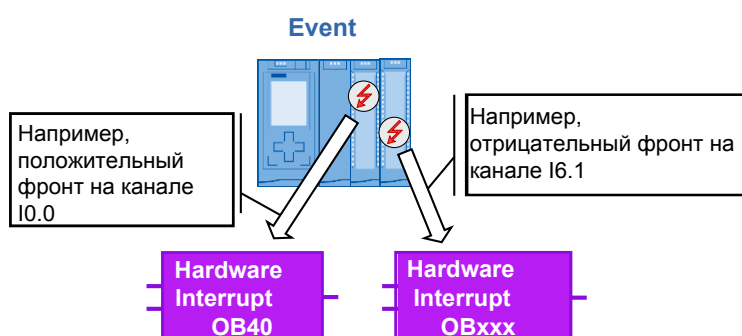 Event
Например,
положительный
фронт на канале
I0.0
Например,
отрицательный фронт на
канале I6.1
Hardware
Interrupt
OB40
Hardware
Interrupt
OBxxx